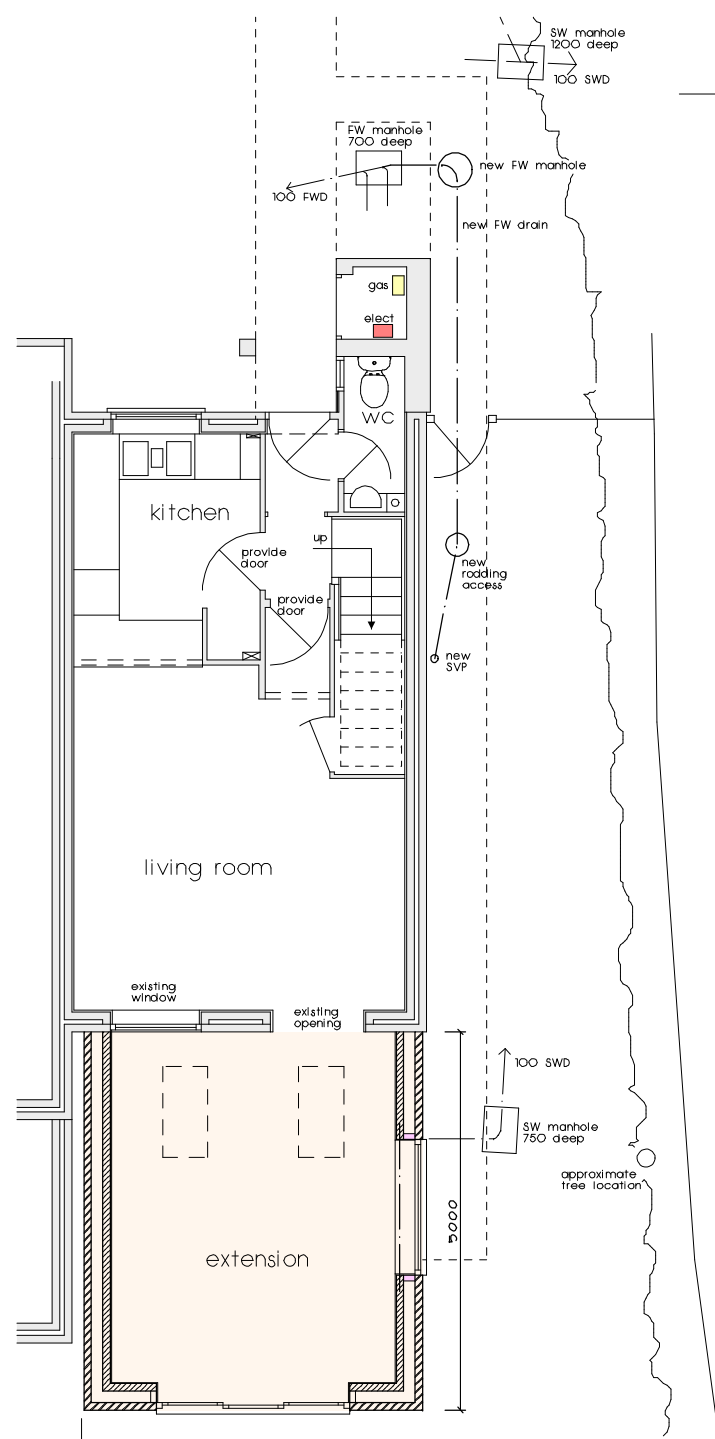 SW manhole
1200 deep
100 SWD
FW manhole
700 deep
new FW manhole
100 FWD
new FW drain
gas
elect
WC
kitchen
up
provide
door
new
rodding
access
provide
door
new
SVP
living room
existing
window
existing
opening
100 SWD
SW manhole
750 deep
approximate
tree location
5000
extension